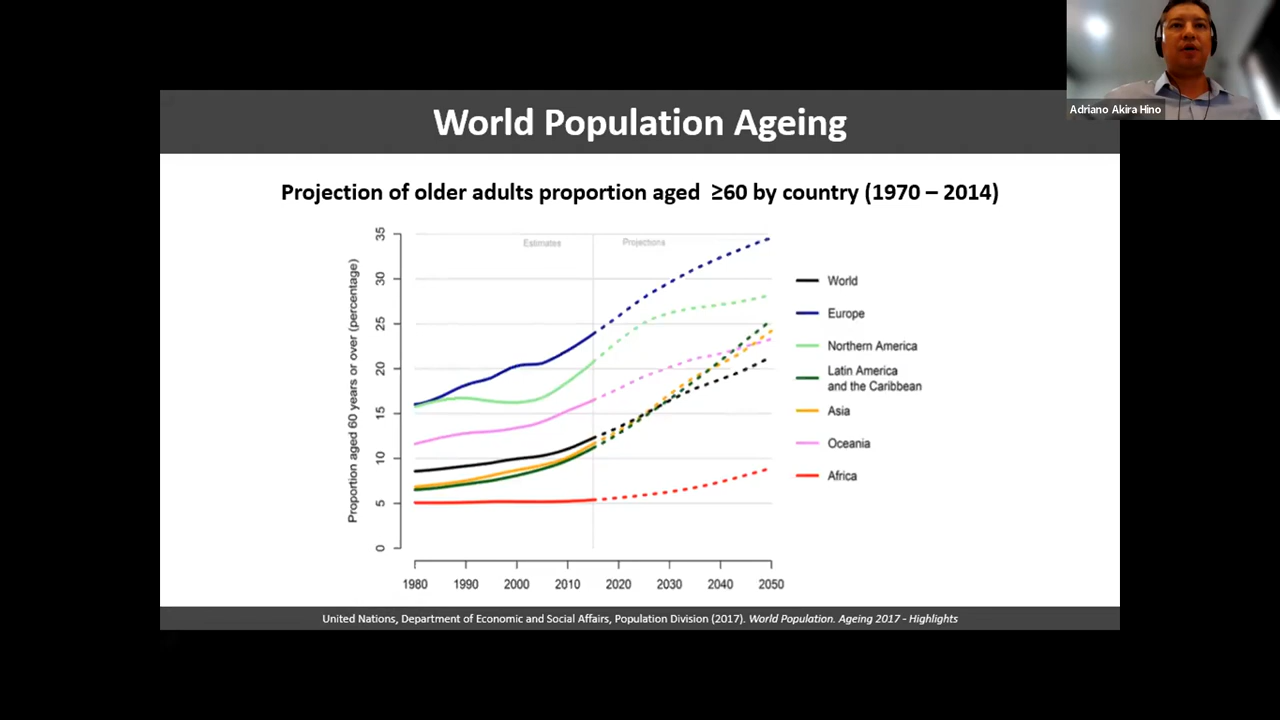 Adriano Akira Hino
World Population Ageing
Projection of older adults proportion aged ≥60 by country (1970 – 2014)
Proportion aged 60 years or over (percentage)
35
30
25
20
15
10
5
0
Estimates
Projections
World
Europe
Northern America
Latin America
and the Caribbean
Asia
Oceania
Africa
1980 1990 2000 2010 2020 2030 2040 2050
United Nations, Department of Economic and Social Affairs, Population Division (2017). World Population. Ageing 2017 - Highlights